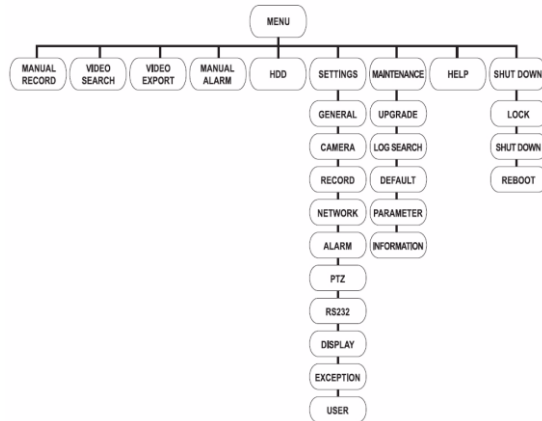 MENU
MANUAL
RECORD
VIDEO
SEARCH
VIDEO
EXPORT
MANUAL
ALARM
HDD
SETTINGS
MAINTENANCE
HELP
SHUT DOWN
GENERAL
UPGRADE
LOCK
CAMERA
LOG SEARCH
SHUT DOWN
RECORD
DEFAULT
REBOOT
NETWORK
PARAMETER
ALARM
INFORMATION
PTZ
RS232
DISPLAY
EXCEPTION
USER